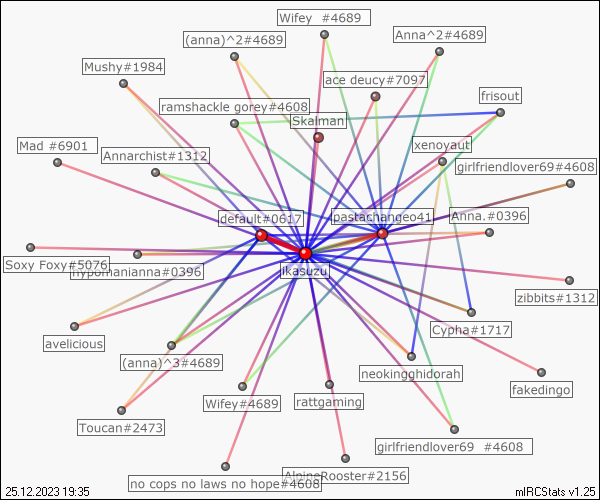 Wifey  #4689
(anna)^2#4689
Anna^2#4689
Mushy#1984
ace deucy#7097
frisout
ramshackle gorey#4608
Skalman
Mad #6901
xenoyaut
Annarchist#1312
girlfriendlover69#4608
default#0617
pastachangeo41
Anna.#0396
Soxy Foxy#5076
hypomanianna#0396
ikasuzu
zibbits#1312
avelicious
Cypha#1717
(anna)^3#4689
neokingghidorah
fakedingo
Wifey#4689
rattgaming
Toucan#2473
girlfriendlover69  #4608
AlpineRooster#2156
no cops no laws no hope#4608
25.12.2023 19:35
mIRCStats v1.25